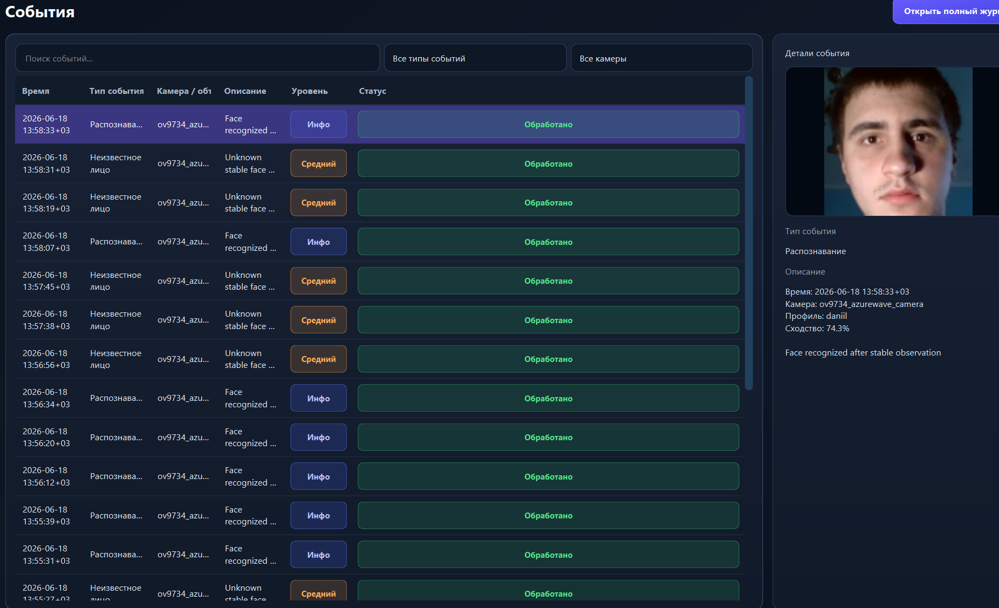 События
Открыть полный жур
Поиск событий...
Все типы событий
Все камеры
Время Тип события Камера / объ Описание Уровень Статус
2026-06-18 13:58:33+03 Распознава... ov9734_azu... Face recognized ... Инфо Обработано
2026-06-18 13:58:31+03 Неизвестное лицо ov9734_azu... Unknown stable face ... Средний Обработано
2026-06-18 13:58:19+03 Неизвестное лицо ov9734_azu... Unknown stable face ... Средний Обработано
2026-06-18 13:58:07+03 Распознава... ov9734_azu... Face recognized ... Инфо Обработано
2026-06-18 13:57:45+03 Неизвестное лицо ov9734_azu... Unknown stable face ... Средний Обработано
2026-06-18 13:57:38+03 Неизвестное лицо ov9734_azu... Unknown stable face ... Средний Обработано
2026-06-18 13:56:56+03 Неизвестное лицо ov9734_azu... Unknown stable face ... Средний Обработано
2026-06-18 13:56:34+03 Распознава... ov9734_azu... Face recognized ... Инфо Обработано
2026-06-18 13:56:20+03 Распознава... ov9734_azu... Face recognized ... Инфо Обработано
2026-06-18 13:56:12+03 Распознава... ov9734_azu... Face recognized ... Инфо Обработано
2026-06-18 13:55:39+03 Распознава... ov9734_azu... Face recognized ... Инфо Обработано
2026-06-18 13:55:31+03 Распознава... ov9734_azu... Face recognized ... Инфо Обработано
2026-06-18 13:55:27+03 Неизвестное лицо ov9734_azu... Unknown stable face Средний Обработано
Детали события
Тип события
Распознавание
Описание
Время: 2026-06-18 13:58:33+03
Камера: ov9734_azurewave_camera
Профиль: daniil
Сходство: 74.3%
Face recognized after stable observation